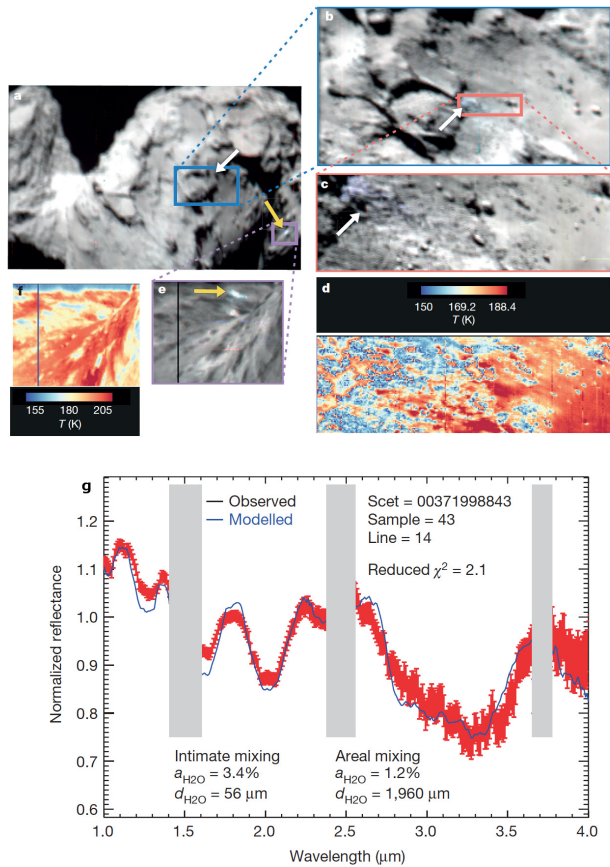 a
b
c
d
150 169.2 188.4
T (K)
f
e
155 180 205
T (K)
g
Observed
Modelled
Scet = 00371998843
Sample = 43
Line = 14
Reduced χ² = 2.1
Intimate mixing
aH2O = 3.4%
dH2O = 56 μm
Areal mixing
aH2O = 1.2%
dH2O = 1,960 μm
Normalized reflectance
1.2
1.1
1.0
0.9
0.8
0.7
0.6
1.0 1.5 2.0 2.5 3.0 3.5 4.0
Wavelength (μm)